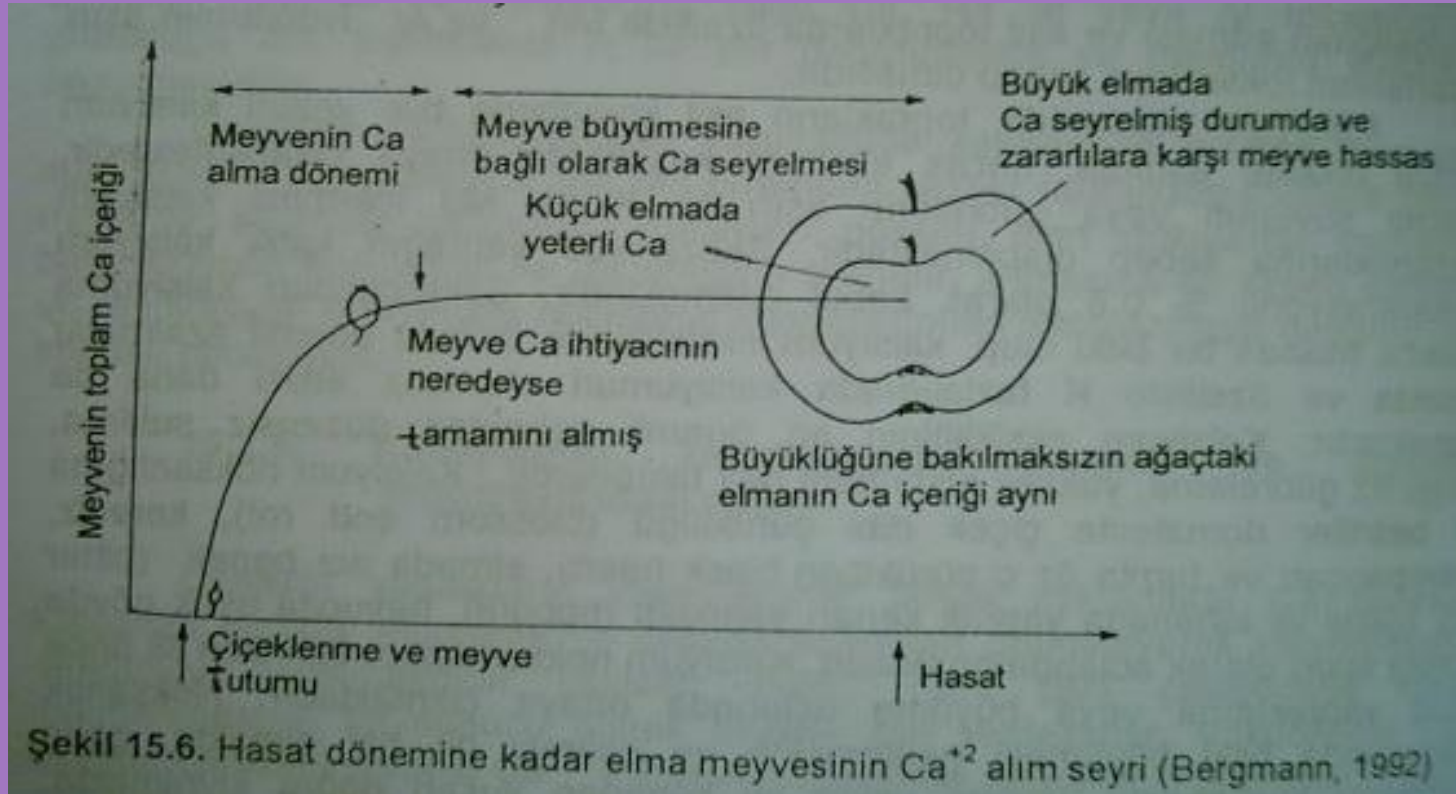 Meyvenin toplam Ca içeriği
Meyvenin Ca
alma dönemi
Meyve büyümesine
bağlı olarak Ca seyrelmesi
Büyük elmada
Ca seyrelmiş durumda ve
zararlılara karşı meyve hassas
Küçük elmada
yeterli Ca
Meyve Ca ihtiyacının
neredeyse
tamamını almış
Büyüklüğüne bakılmaksızın ağaçtaki
elmanın Ca içeriği aynı
Çiçeklenme ve meyve
Tutumu
Hasat
Şekil 15.6. Hasat dönemine kadar elma meyvesinin Ca⁺² alım seyri (Bergmann, 1992)